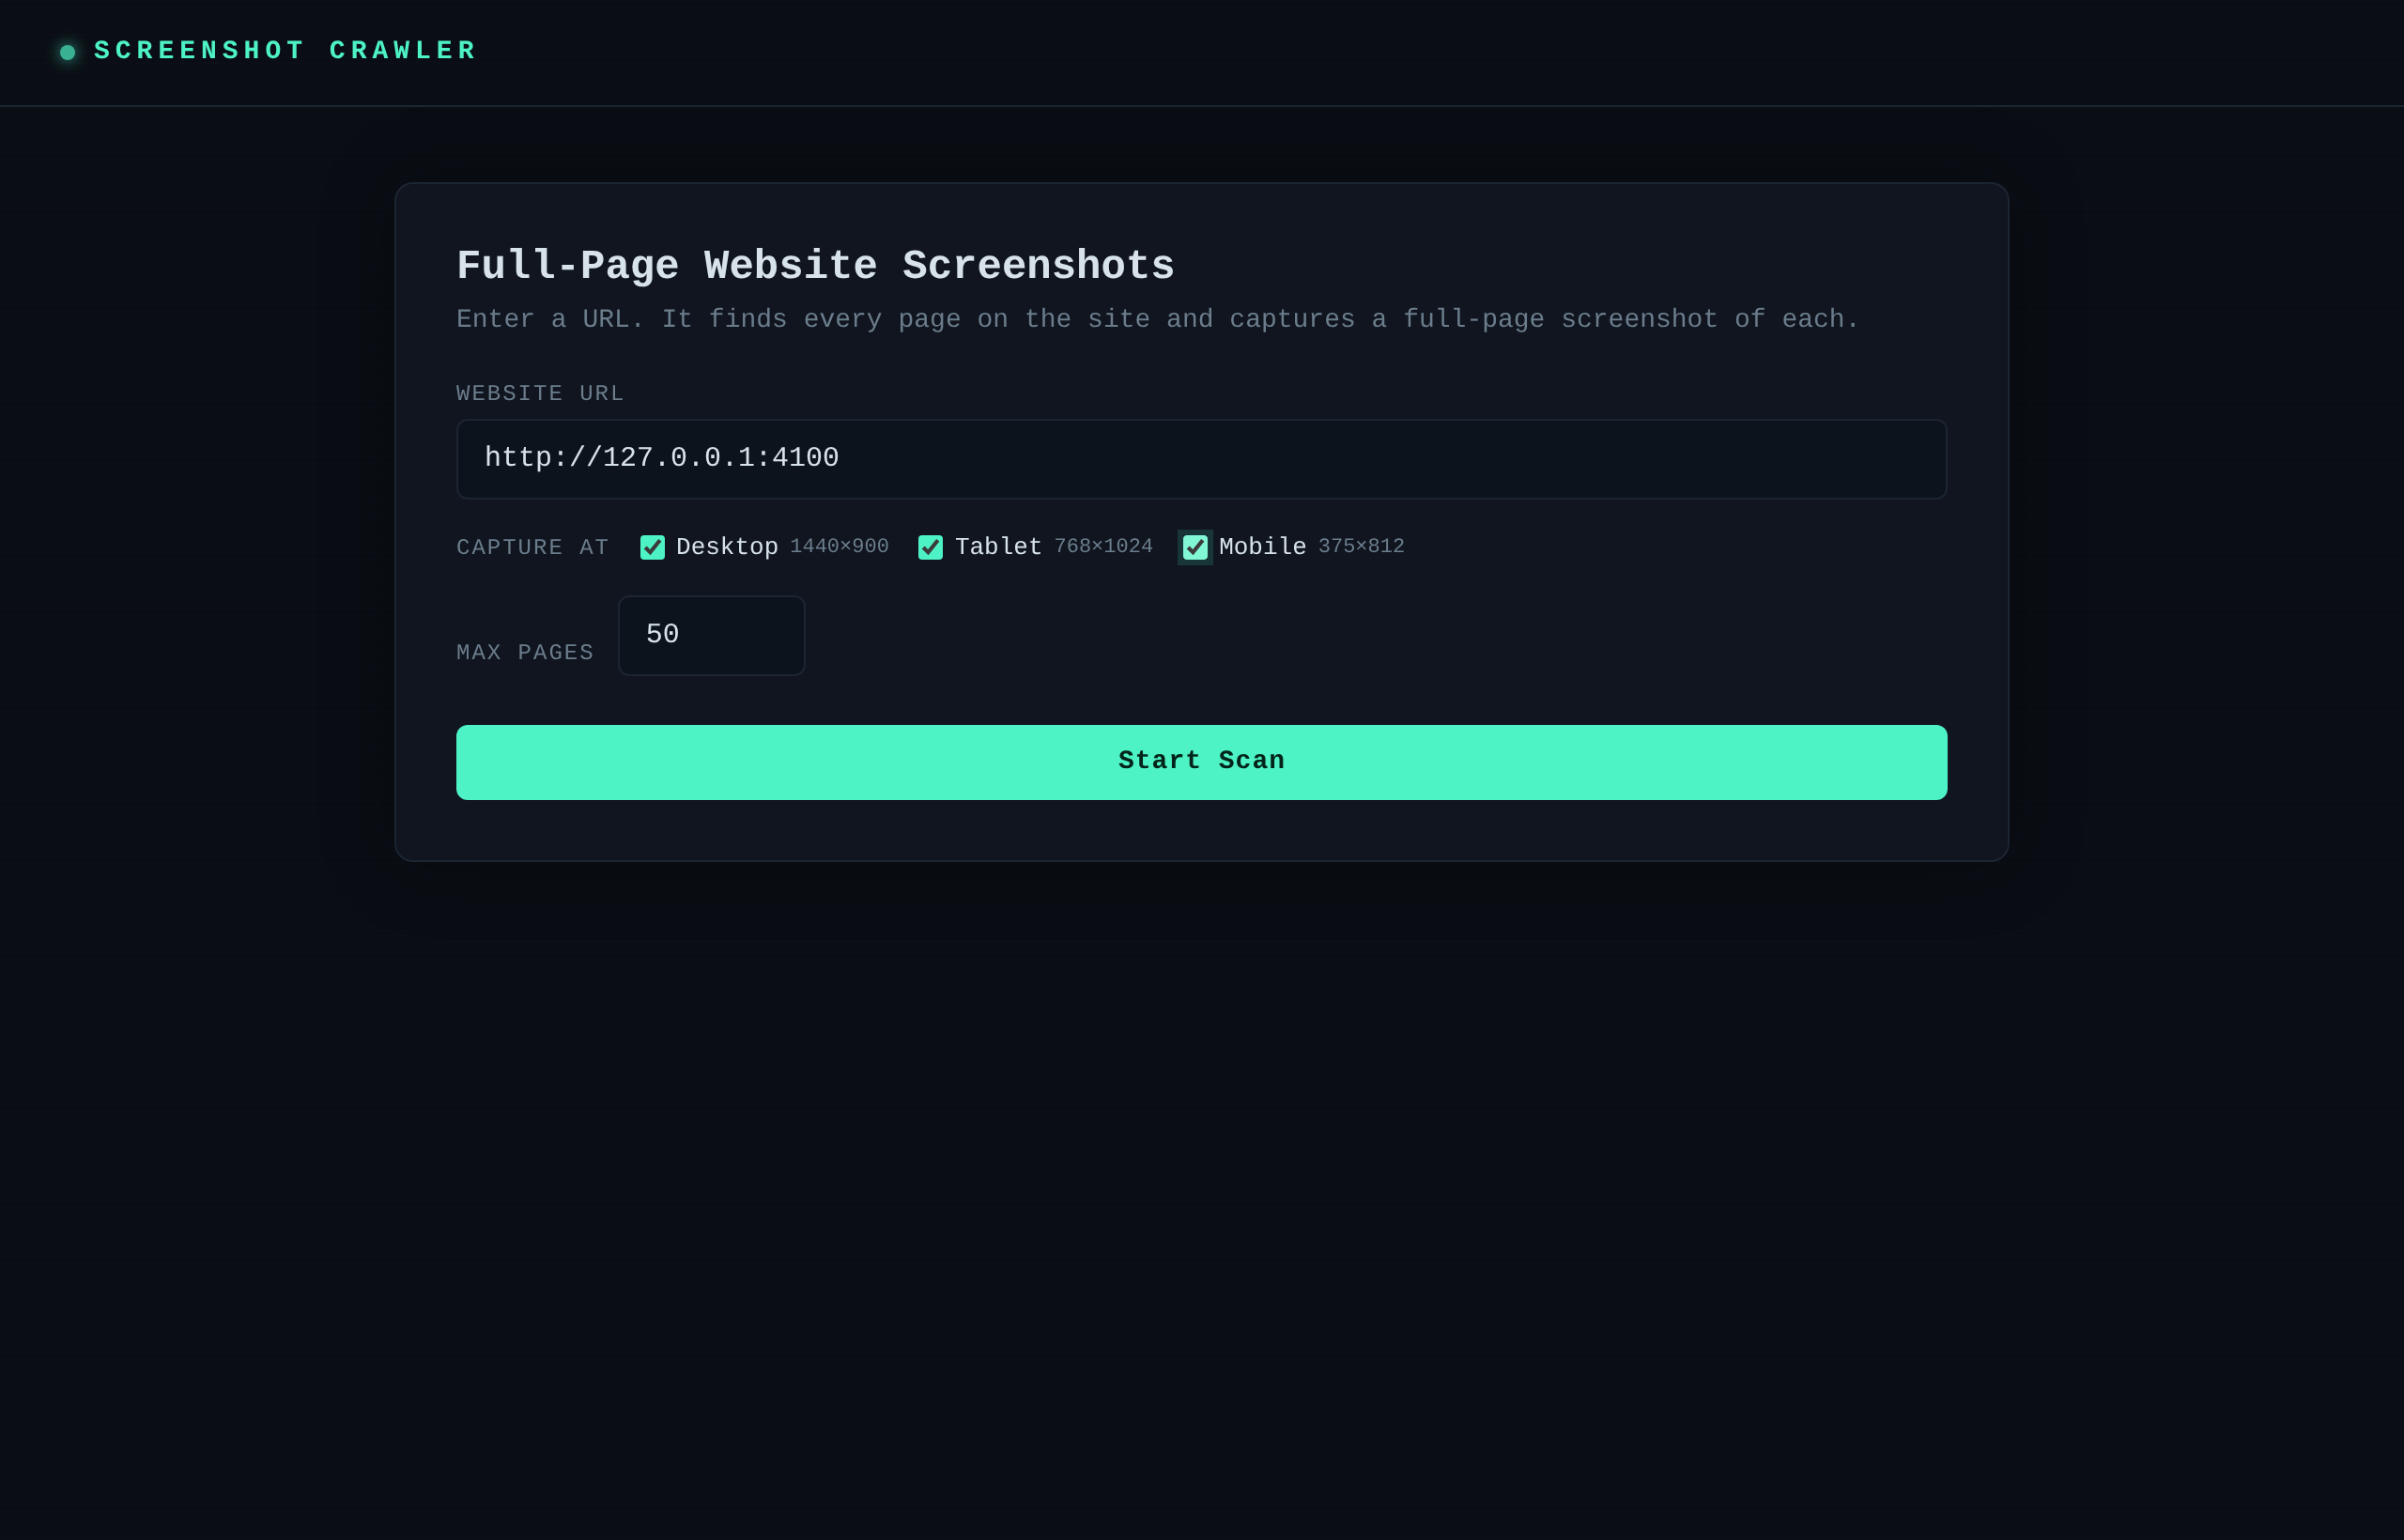 SCREENSHOT CRAWLER
Full-Page Website Screenshots
Enter a URL. It finds every page on the site and captures a full-page screenshot of each.
WEBSITE URL
http://127.0.0.1:4100
CAPTURE AT Desktop 1440×900 Tablet 768×1024 Mobile 375×812
MAX PAGES 50
Start Scan